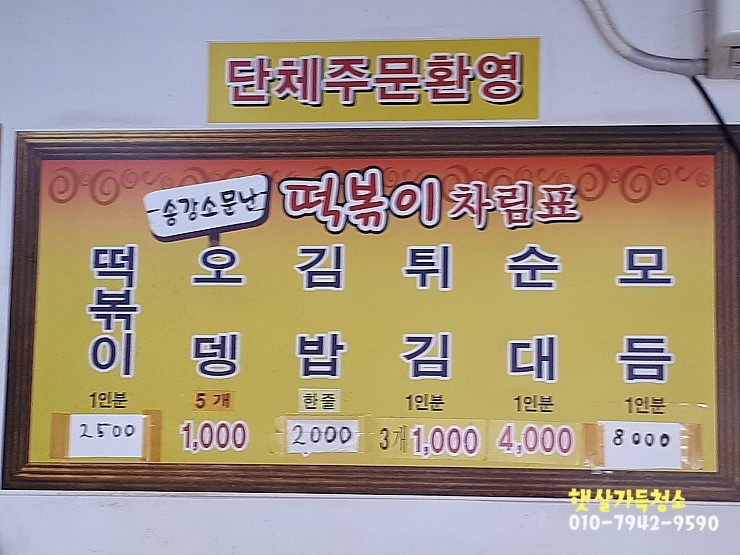 단체주문환영
송강소문난 떡볶이 차림표
떡볶이 오뎅 김밥 튀김 순대 모듬
1인분 5개 한줄 1인분 1인분 1인분
2500 1,000 2000 3개 1,000 4,000 8000
햇살가득청소
010-7942-9590